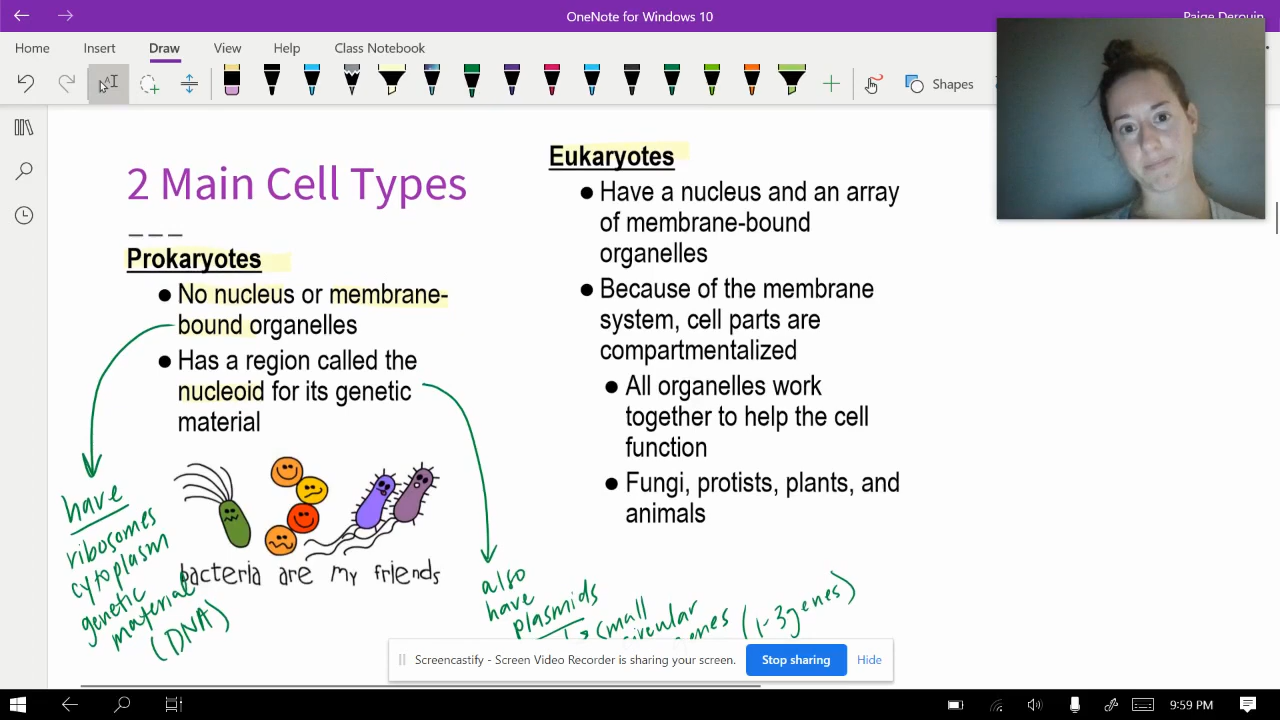 OneNote for Windows 10
Paige Derouin
Home Insert Draw View Help Class Notebook
Shapes
2 Main Cell Types
Prokaryotes
No nucleus or membrane-
bound organelles
Has a region called the
nucleoid for its genetic
material
have
ribosomes
cytoplasm
genetic
material
(DNA)
bacteria are my friends
also
have
plasmids
small
circular
(1-3genes)
Eukaryotes
Have a nucleus and an array
of membrane-bound
organelles
Because of the membrane
system, cell parts are
compartmentalized
All organelles work
together to help the cell
function
Fungi, protists, plants, and
animals
Screencastify - Screen Video Recorder is sharing your screen. Stop sharing Hide
9:59 PM